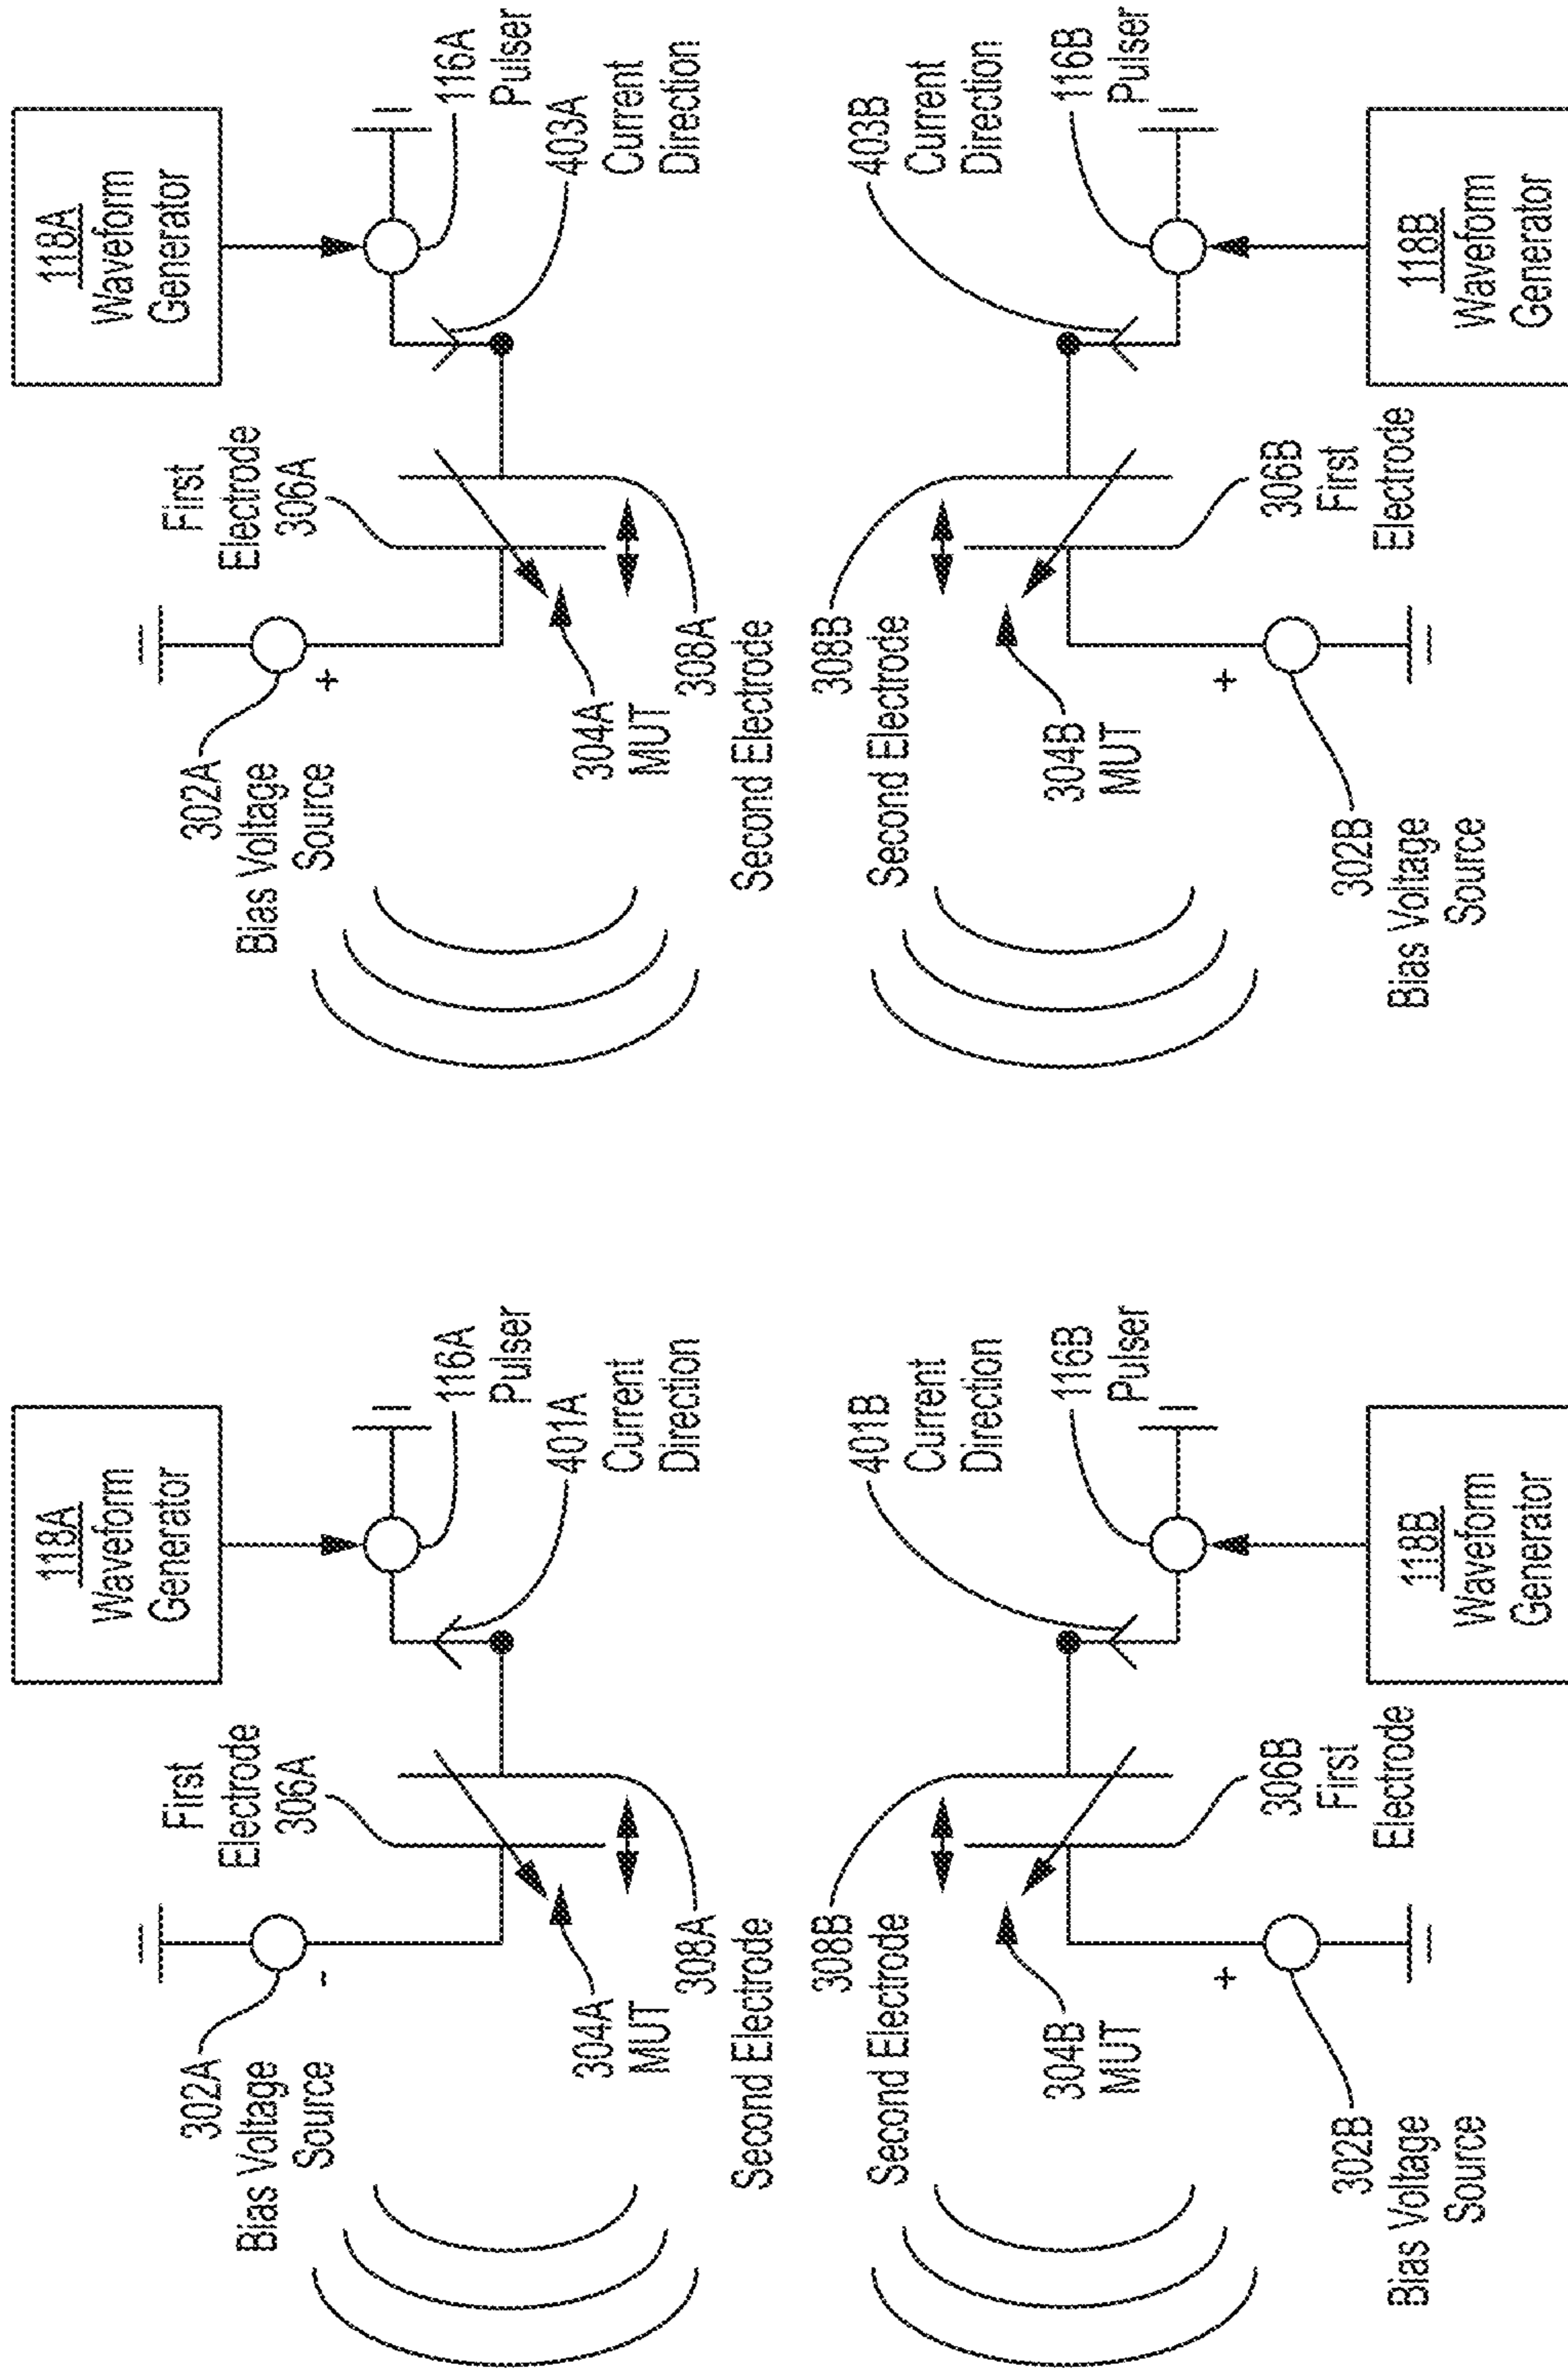 118A
Waveform
Generator
First
Electrode
306A
302A
Bias Voltage
Source
-
116A
Pulser
401A
Current
Direction
304A
MUT
308A
Second Electrode
308B
Second Electrode
401B
Current
Direction
304B
MUT
116B
Pulser
+
306B
First
Electrode
302B
Bias Voltage
Source
118B
Waveform
Generator
118A
Waveform
Generator
First
Electrode
306A
302A
Bias Voltage
Source
+
116A
Pulser
403A
Current
Direction
304A
MUT
308A
Second Electrode
308B
Second Electrode
403B
Current
Direction
304B
MUT
116B
Pulser
+
306B
First
Electrode
302B
Bias Voltage
Source
118B
Waveform
Generator